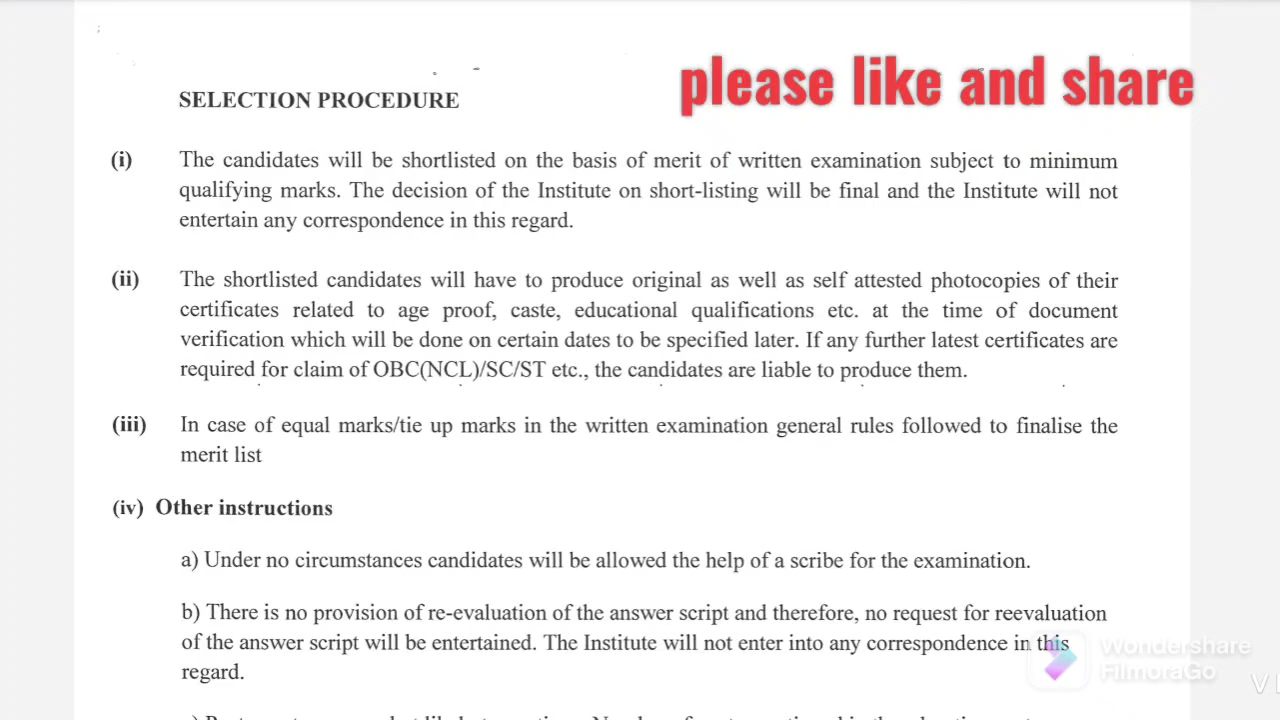 please like and share
SELECTION PROCEDURE
(i) The candidates will be shortlisted on the basis of merit of written examination subject to minimum
qualifying marks. The decision of the Institute on short-listing will be final and the Institute will not
entertain any correspondence in this regard.
(ii) The shortlisted candidates will have to produce original as well as self attested photocopies of their
certificates related to age proof, caste, educational qualifications etc. at the time of document
verification which will be done on certain dates to be specified later. If any further latest certificates are
required for claim of OBC(NCL)/SC/ST etc., the candidates are liable to produce them.
(iii) In case of equal marks/tie up marks in the written examination general rules followed to finalise the
merit list
(iv) Other instructions
a) Under no circumstances candidates will be allowed the help of a scribe for the examination.
b) There is no provision of re-evaluation of the answer script and therefore, no request for reevaluation
of the answer script will be entertained. The Institute will not enter into any correspondence in this
regard.
Wondershare
FilmoraGo